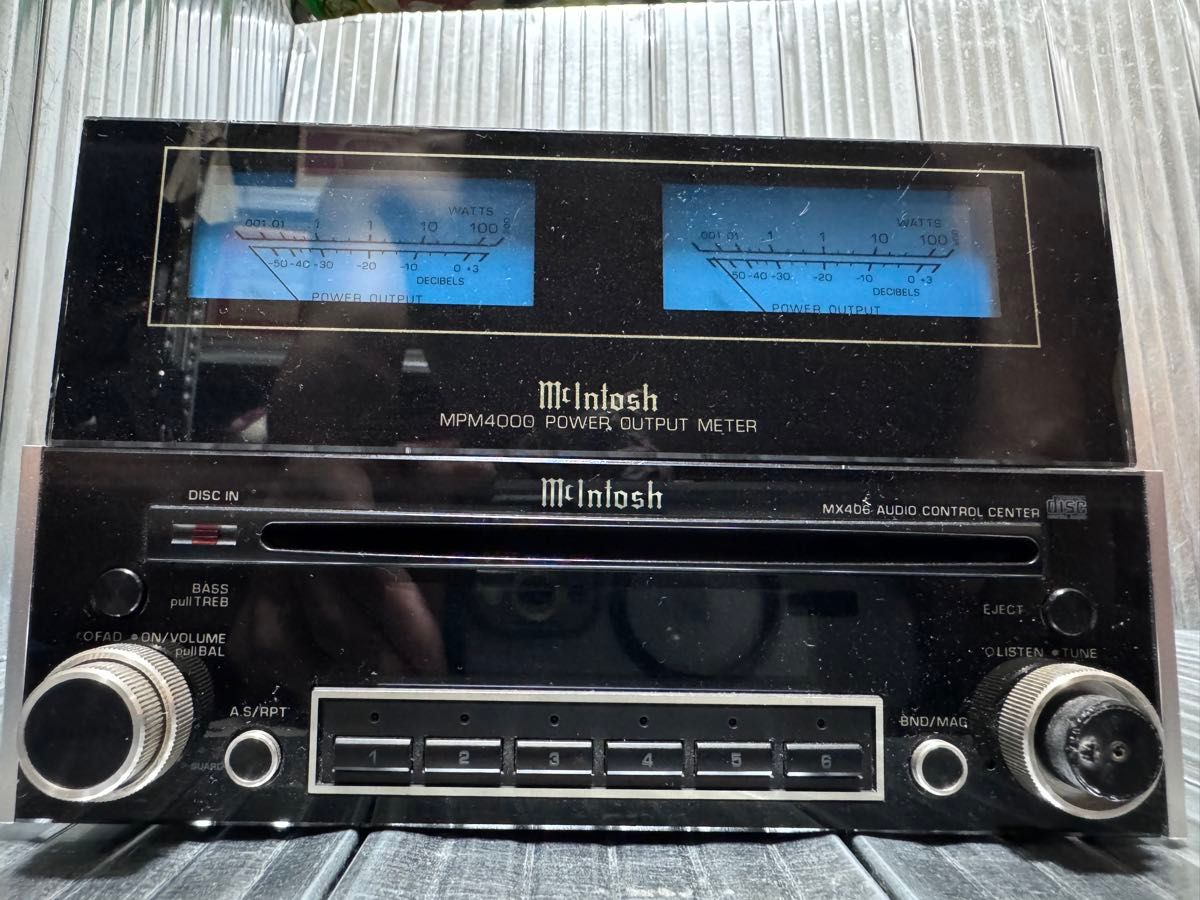 WATTS
.001 .01 .1 1 10 100
-50 -40 -30 -20 -10 0 +3
DECIBELS
POWER OUTPUT
WATTS
.001 .01 .1 1 10 100
-50 -40 -30 -20 -10 0 +3
DECIBELS
POWER OUTPUT
McIntosh
MPM4000 POWER OUTPUT METER
McIntosh
DISC IN
MX406 AUDIO CONTROL CENTER
disc
BASS
pull TREB
EJECT
FAD ON/VOLUME
pull BAL
LISTEN TUNE
A.S/RPT
BND/MAG
GUARD
1 2 3 4 5 6